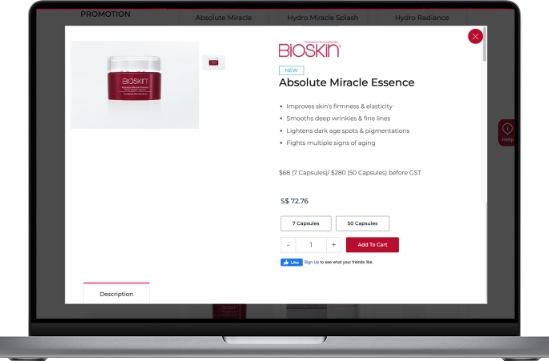 PROMOTION
Absolute Miracle
Hydro Miracle Splash
Hydro Radiance
BIOSKIN
BIOSKIN
NEW
Absolute Miracle Essence
Improves skin's firmness & elasticity
Smooths deep wrinkles & fine lines
Lightens dark age spots & pigmentations
Fights multiple signs of aging
$68 (7 Capsules)/ $280 (50 Capsules) before GST
S$ 72.76
7 Capsules
50 Capsules
- 1 +
Add To Cart
Like
Sign Up to see what your friends like.
Description